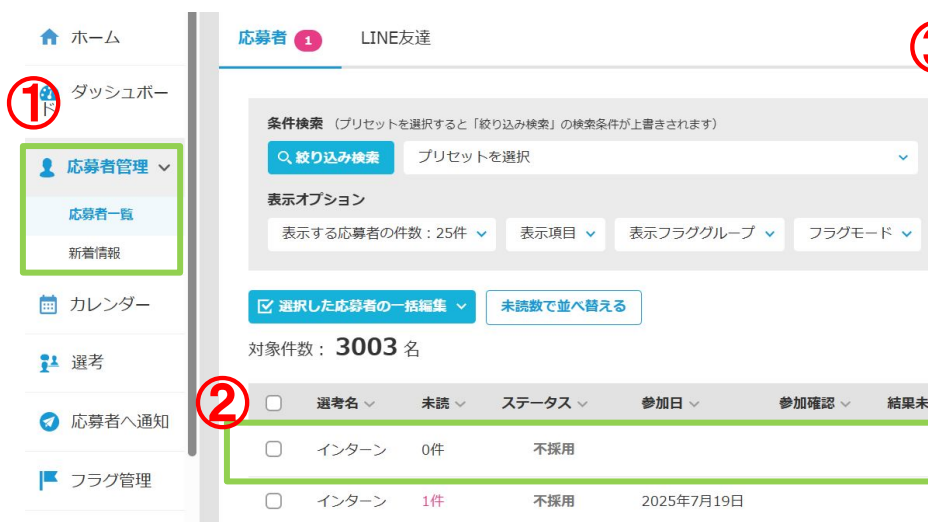 ホーム
①
ダッシュボー
ド
応募者管理
応募者一覧
新着情報
カレンダー
選考
応募者へ通知
フラグ管理
応募者 1 LINE友達
条件検索 (プリセットを選択すると「絞り込み検索」の検索条件が上書きされます)
絞り込み検索 プリセットを選択
表示オプション
表示する応募者の件数:25件 表示項目 表示フラググループ フラグモード
選択した応募者の一括編集 未読数で並べ替える
対象件数: 3003 名
②
選考名 未読 ステータス 参加日 参加確認 結果未
インターン 0件 不採用
インターン 1件 不採用 2025年7月19日